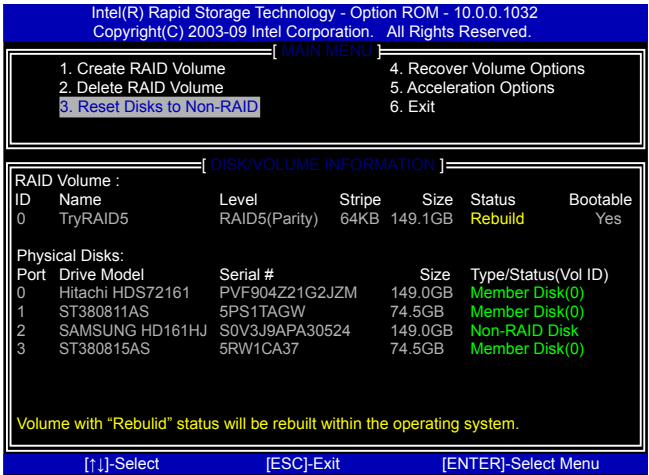 Intel(R) Rapid Storage Technology - Option ROM - 10.0.0.1032
Copyright(C) 2003-09 Intel Corporation. All Rights Reserved.
[ MAIN MENU ]
1. Create RAID Volume 4. Recover Volume Options
2. Delete RAID Volume 5. Acceleration Options
3. Reset Disks to Non-RAID 6. Exit
[ DISK/VOLUME INFORMATION ]
RAID Volume :
ID Name Level Stripe Size Status Bootable
0 TryRAID5 RAID5(Parity) 64KB 149.1GB Rebuild Yes
Physical Disks:
Port Drive Model Serial # Size Type/Status(Vol ID)
0 Hitachi HDS72161 PVF904Z21G2JZM 149.0GB Member Disk(0)
1 ST380811AS 5PS1TAGW 74.5GB Member Disk(0)
2 SAMSUNG HD161HJ S0V3J9APA30524 149.0GB Non-RAID Disk
3 ST380815AS 5RW1CA37 74.5GB Member Disk(0)
Volume with “Rebulid” status will be rebuilt within the operating system.
[↑↓]-Select [ESC]-Exit [ENTER]-Select Menu